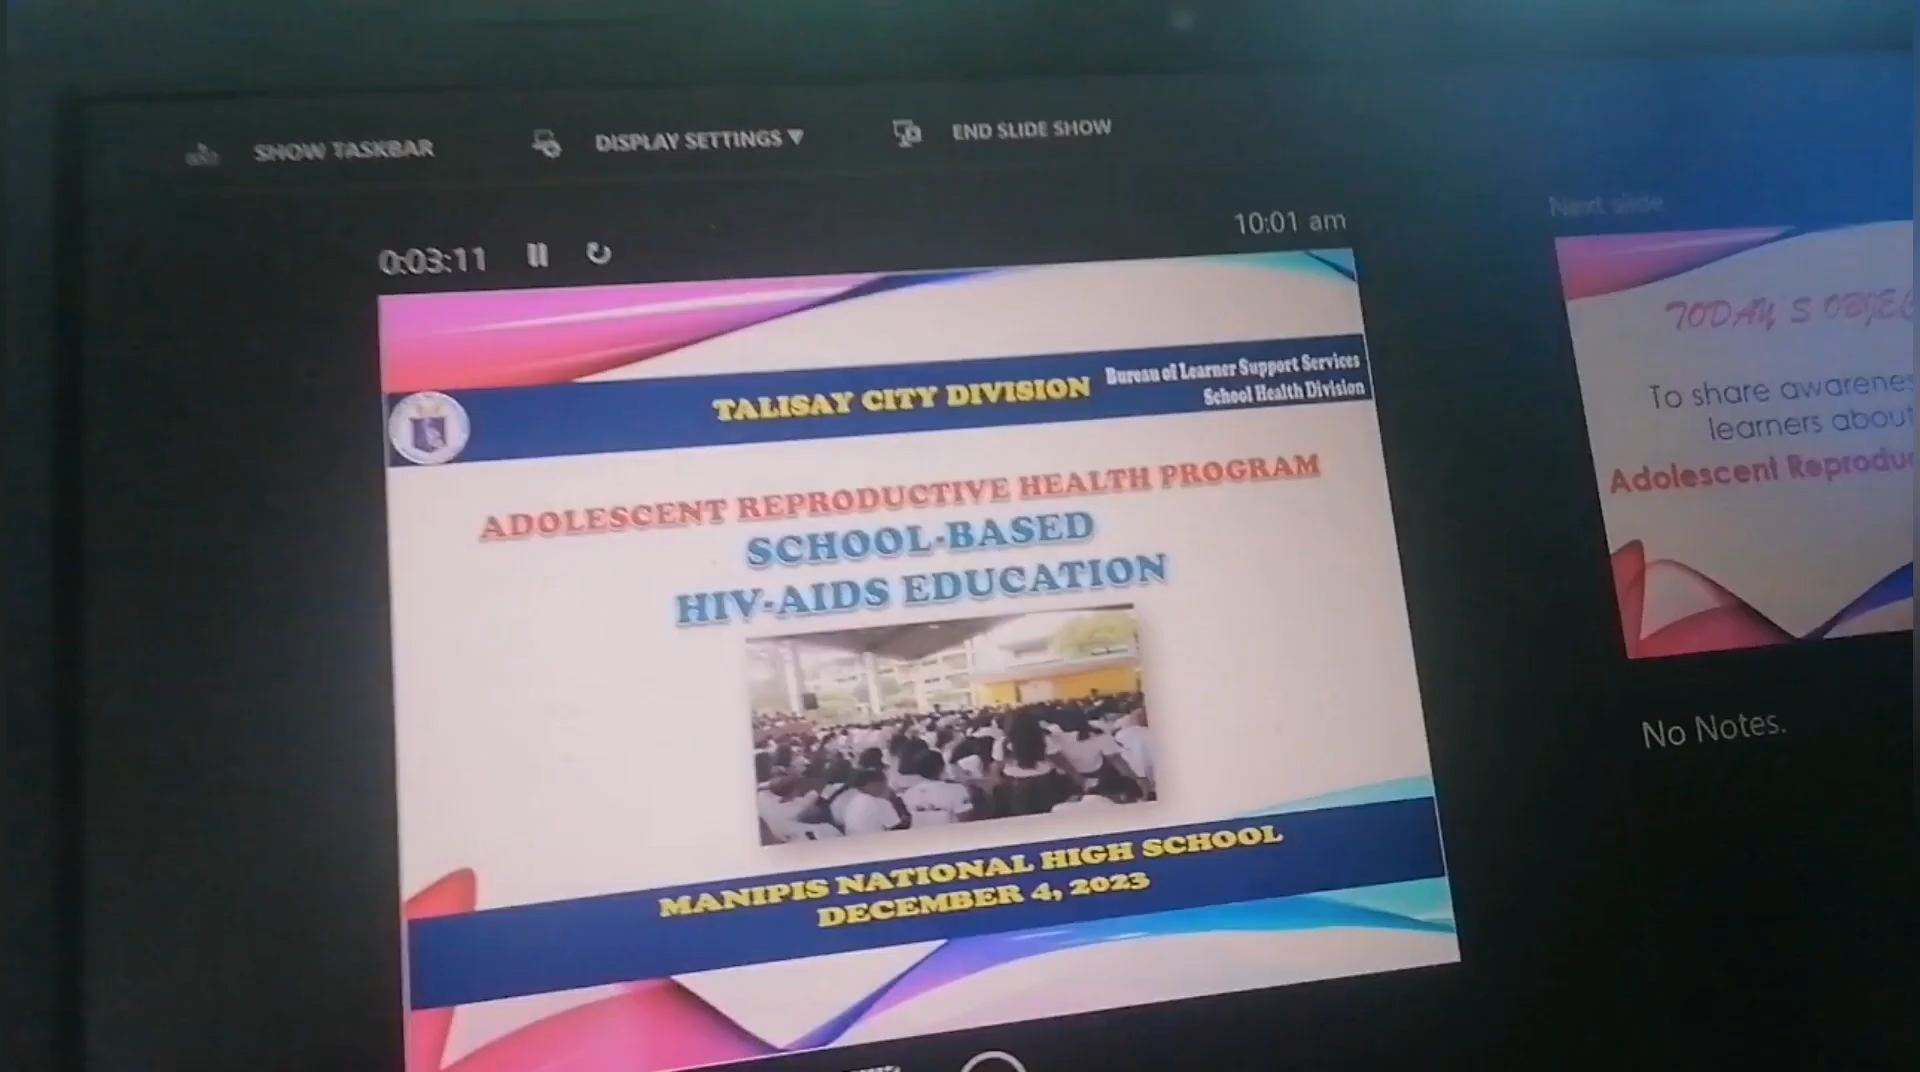 SHOW TASKBAR
DISPLAY SETTINGS ▼
END SLIDE SHOW
0:03:11
10:01 am
TALISAY CITY DIVISION
Bureau of Learner Support Services
School Health Division
ADOLESCENT REPRODUCTIVE HEALTH PROGRAM
SCHOOL-BASED
HIV-AIDS EDUCATION
MANIPIS NATIONAL HIGH SCHOOL
DECEMBER 4, 2023
Next slide
TODAY'S
To share
learners about
Adolescent
No Notes.